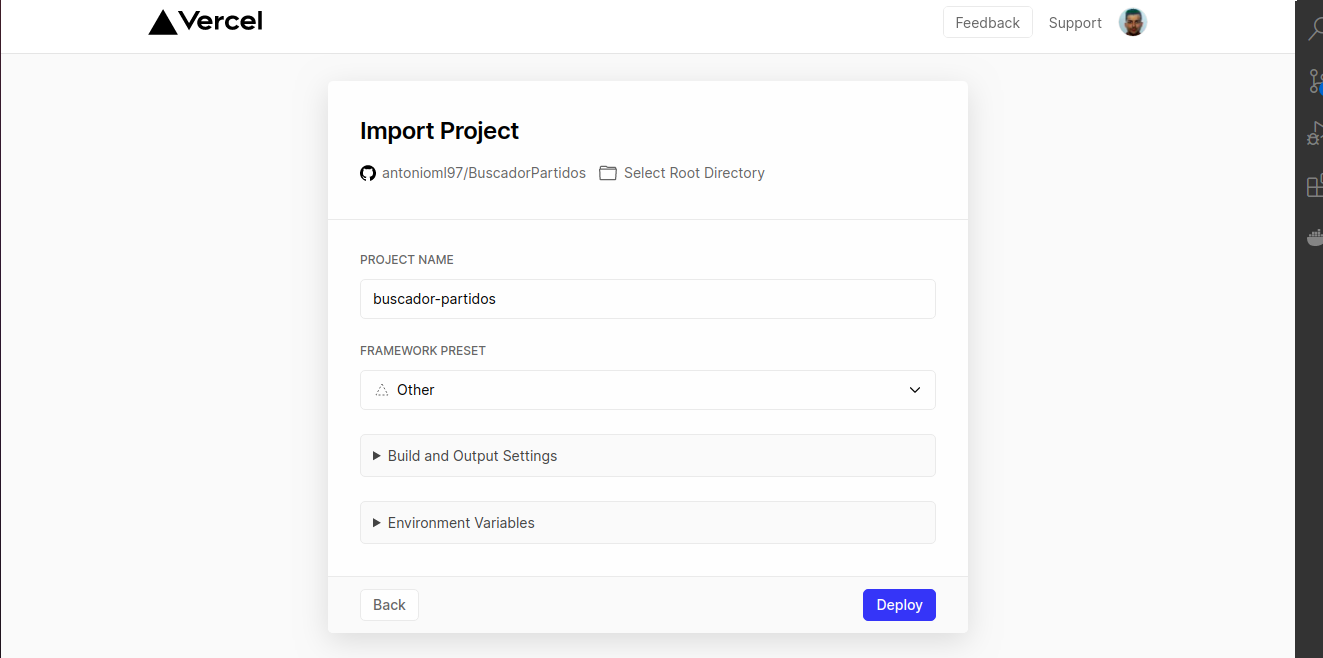 Vercel
Feedback Support
Import Project
antonioml97/BuscadorPartidos Select Root Directory
PROJECT NAME
buscador-partidos
FRAMEWORK PRESET
Other
Build and Output Settings
Environment Variables
Back Deploy